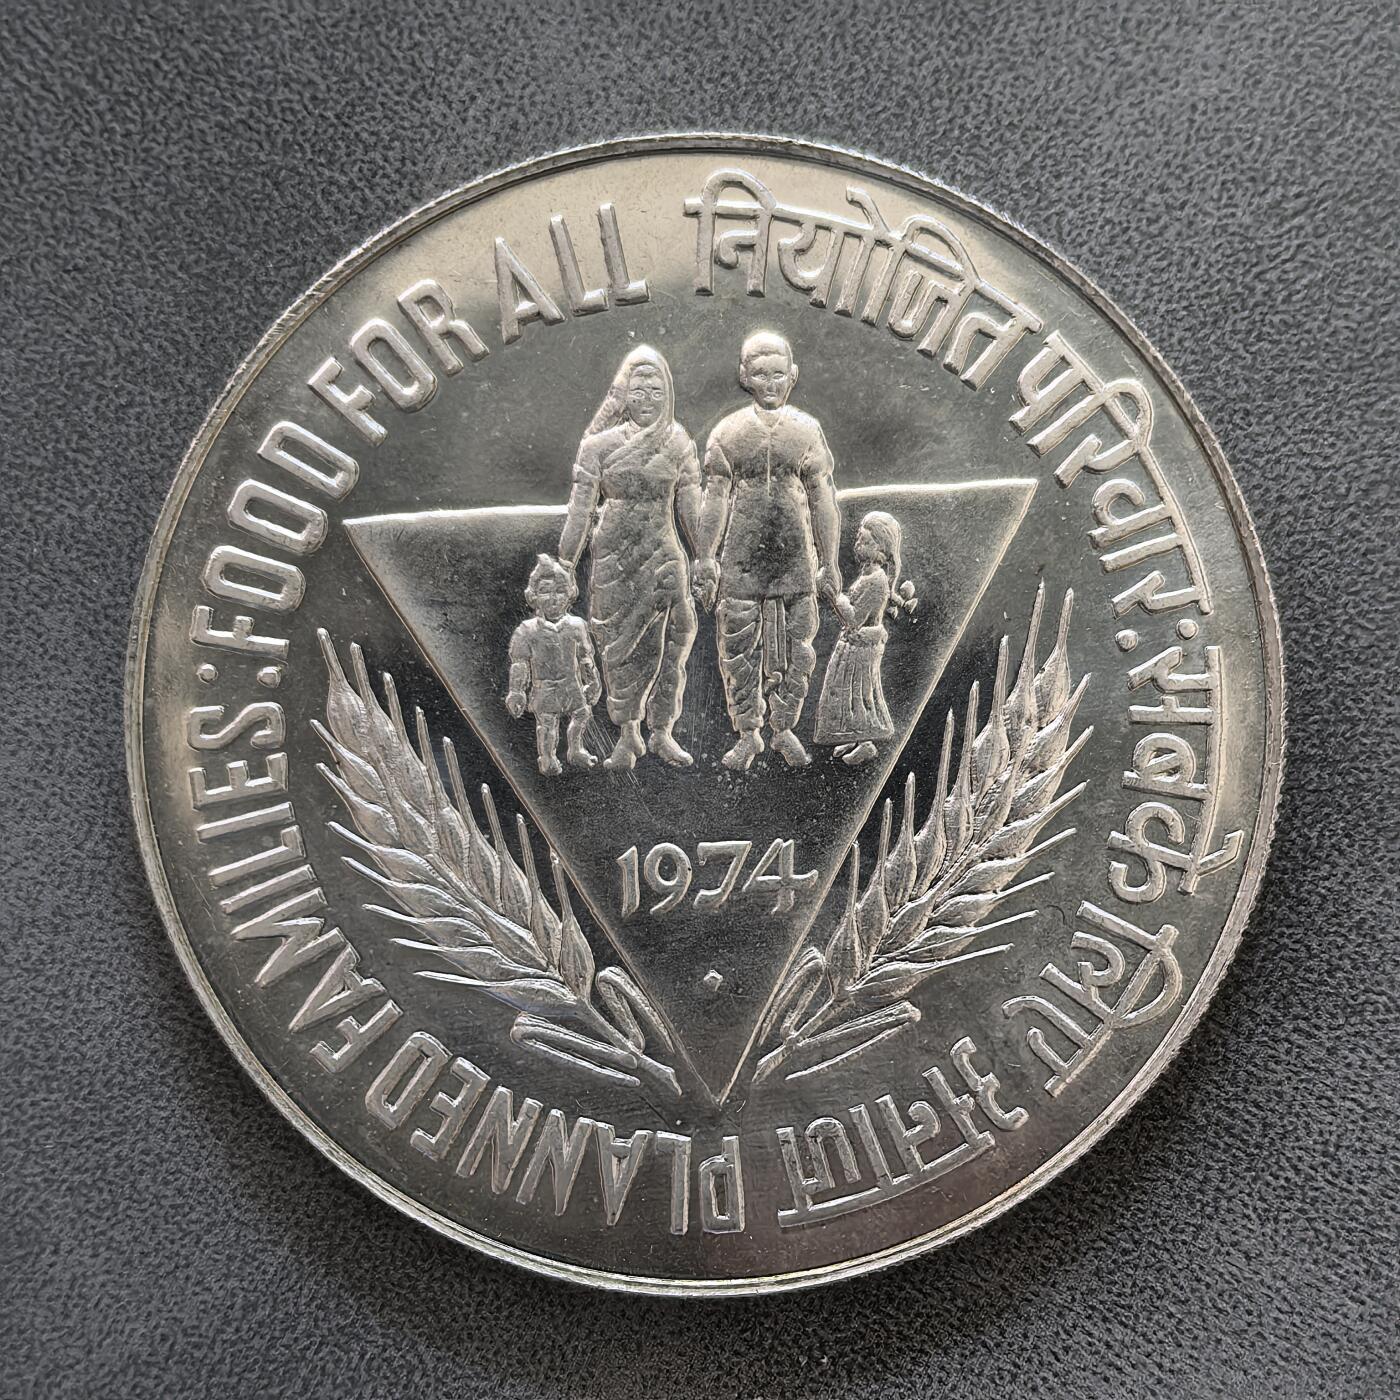 PLANNED FAMILIES: FOOD FOR ALL
नियोजित परिवार: सबके लिए अनाज
1974